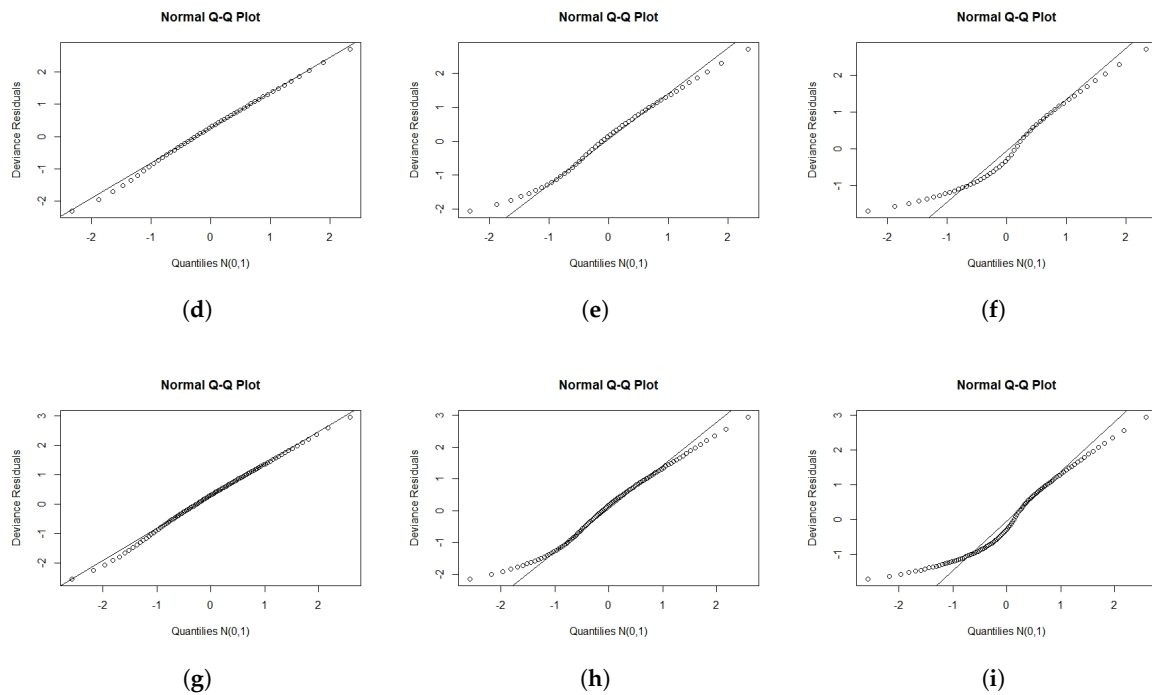 Normal Q-Q Plot
Normal Q-Q Plot
Normal Q-Q Plot
Deviance Residuals
2
1
0
-1
-2
-2 -1 0 1 2
Quantilies N(0,1)
Deviance Residuals
2
1
0
-1
-2
-2 -1 0 1 2
Quantilies N(0,1)
Deviance Residuals
2
1
0
-1
-2 -1 0 1 2
Quantilies N(0,1)
(d)
(e)
(f)
Normal Q-Q Plot
Normal Q-Q Plot
Normal Q-Q Plot
Deviance Residuals
3
2
1
0
-1
-2
-2 -1 0 1 2
Quantilies N(0,1)
Deviance Residuals
3
2
1
0
-1
-2
-2 -1 0 1 2
Quantilies N(0,1)
Deviance Residuals
3
2
1
0
-1
-2 -1 0 1 2
Quantilies N(0,1)
(g)
(h)
(i)